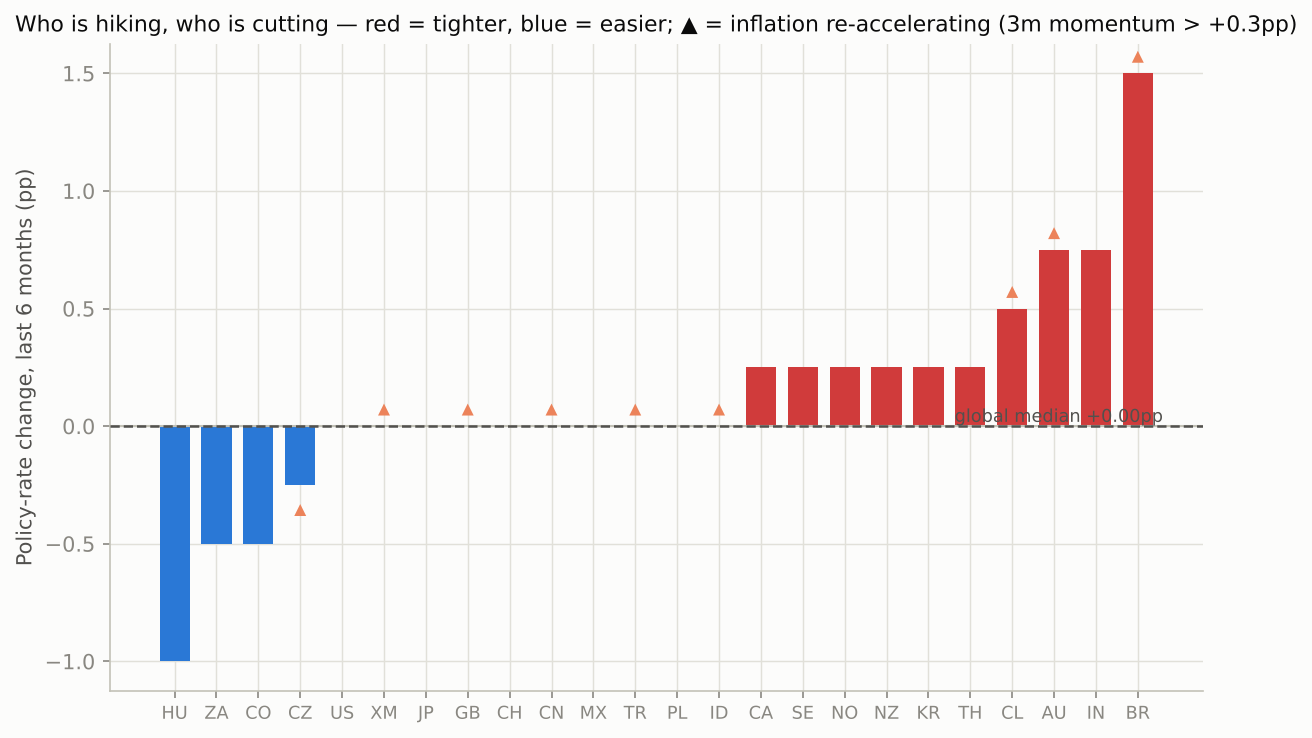 Who is hiking, who is cutting — red = tighter, blue = easier; ▲ = inflation re-accelerating (3m momentum > +0.3pp)
Policy-rate change, last 6 months (pp)
1.5
1.0
0.5
0.0
−0.5
−1.0
global median +0.00pp
HU ZA CO CZ US XM JP GB CH CN MX TR PL ID CA SE NO NZ KR TH CL AU IN BR